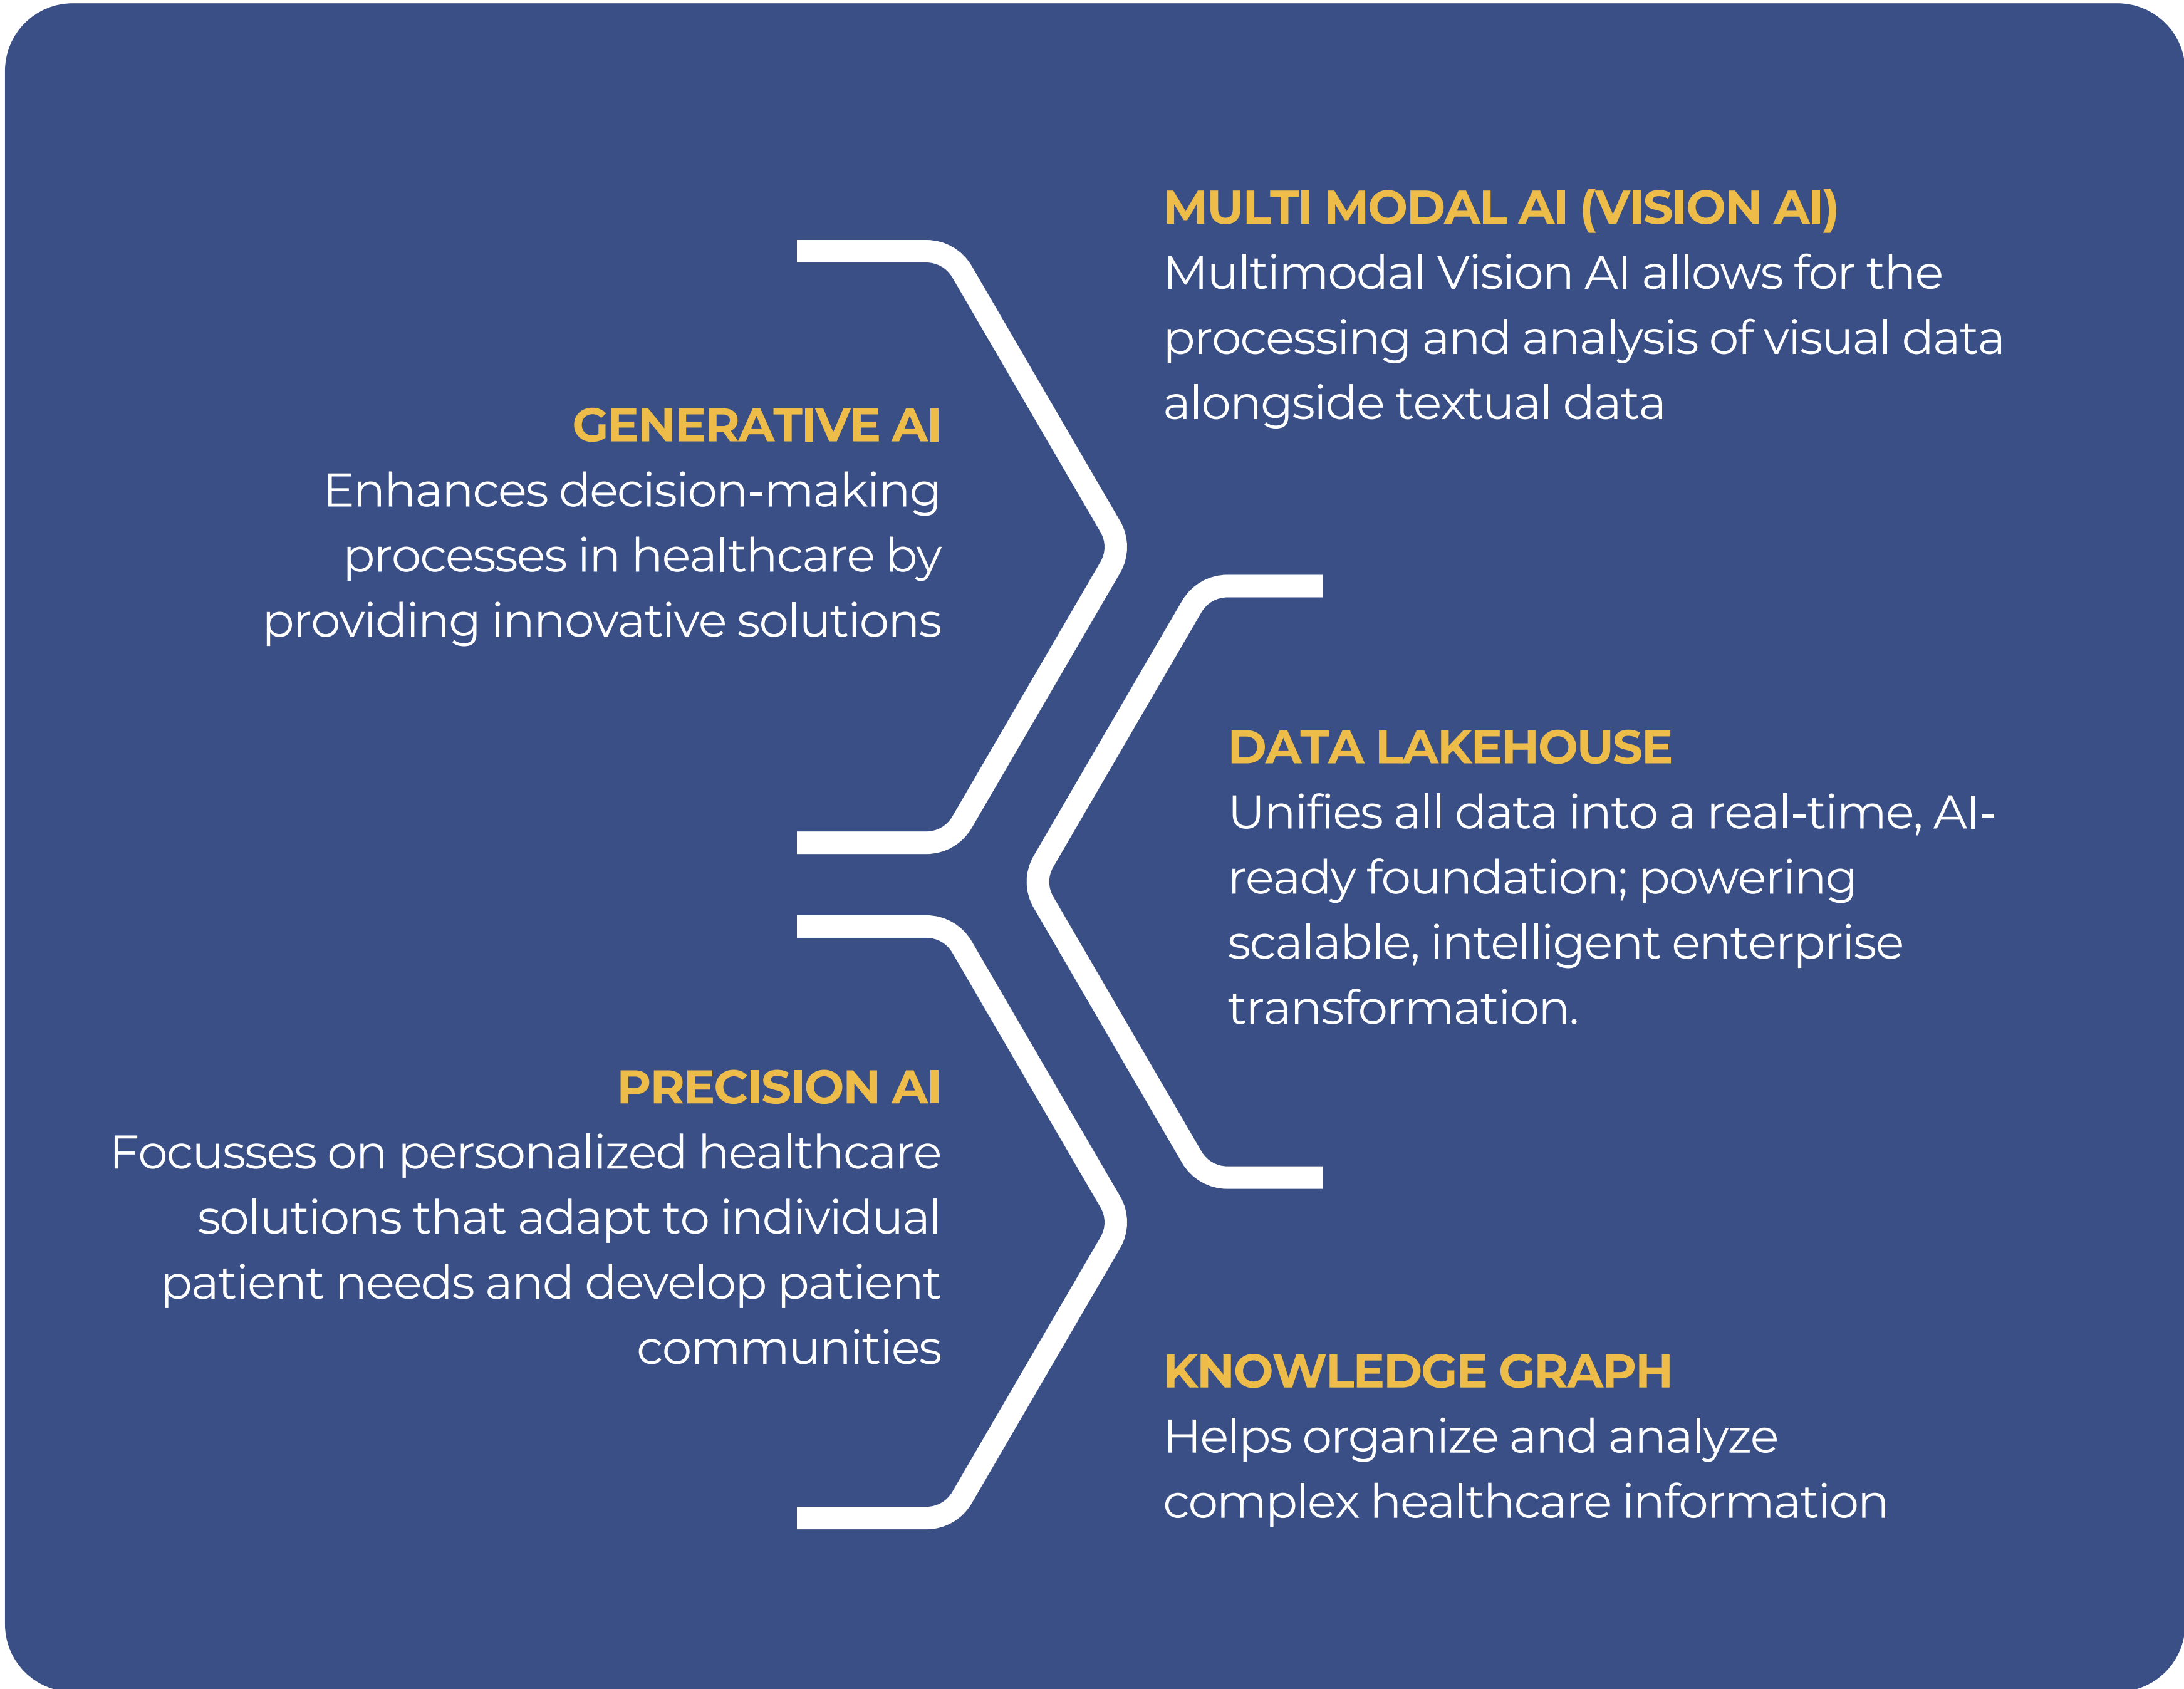 MULTI MODAL AI (VISION AI)
Multimodal Vision AI allows for the
processing and analysis of visual data
alongside textual data
GENERATIVE AI
Enhances decision-making
processes in healthcare by
providing innovative solutions
DATA LAKEHOUSE
Unifies all data into a real-time, AI-
ready foundation; powering
scalable, intelligent enterprise
transformation.
PRECISION AI
Focusses on personalized healthcare
solutions that adapt to individual
patient needs and develop patient
communities
KNOWLEDGE GRAPH
Helps organize and analyze
complex healthcare information